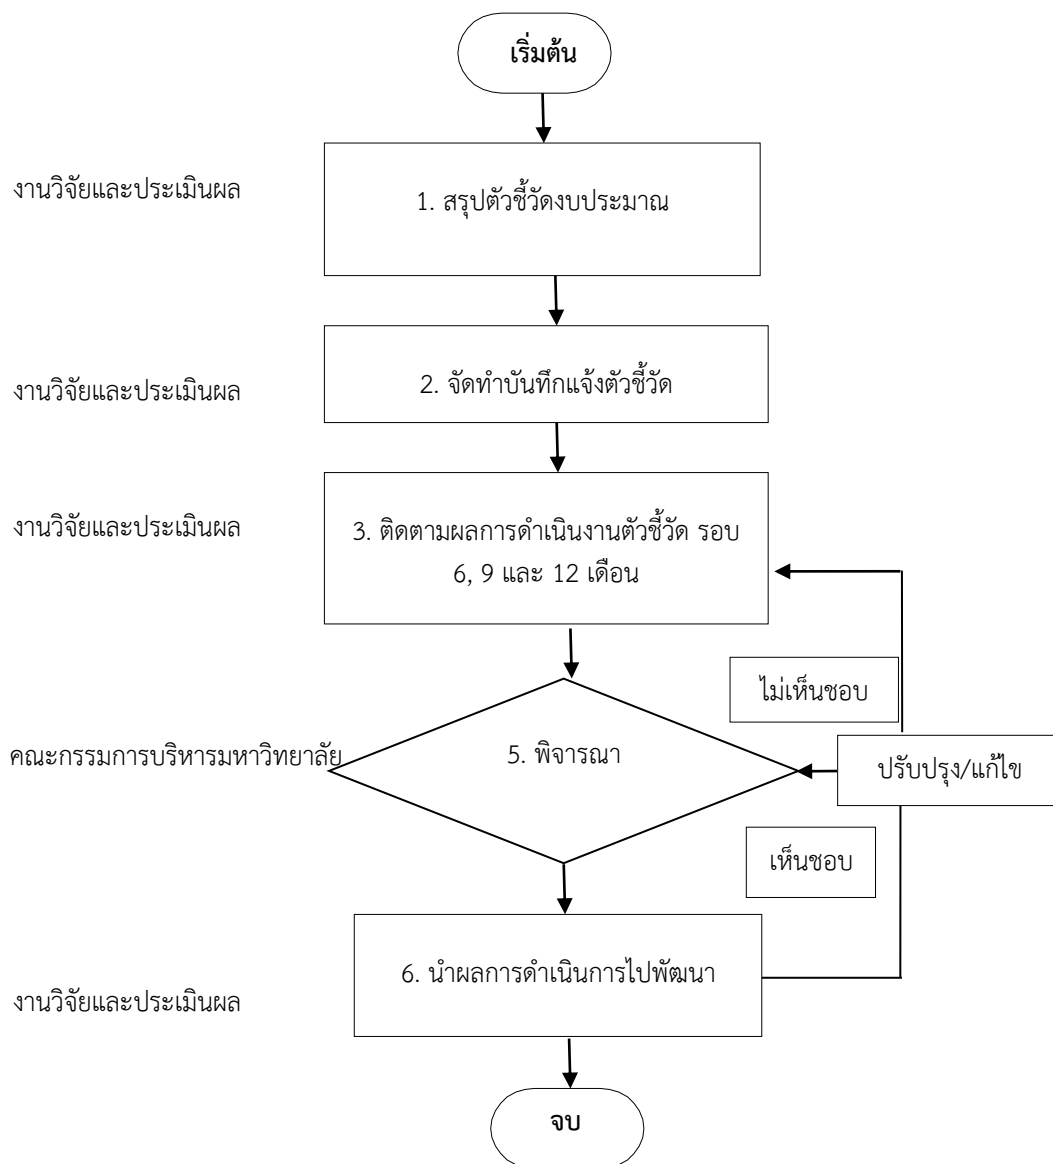 เริ่มต้น
งานวิจัยและประเมินผล
1. สรุปตัวชี้วัดงบประมาณ
งานวิจัยและประเมินผล
2. จัดทำบันทึกแจ้งตัวชี้วัด
งานวิจัยและประเมินผล
3. ติดตามผลการดำเนินงานตัวชี้วัด รอบ
6, 9 และ 12 เดือน
ไม่เห็นชอบ
คณะกรรมการบริหารมหาวิทยาลัย
5. พิจารณา
ปรับปรุง/แก้ไข
เห็นชอบ
6. นำผลการดำเนินการไปพัฒนา
งานวิจัยและประเมินผล
จบ